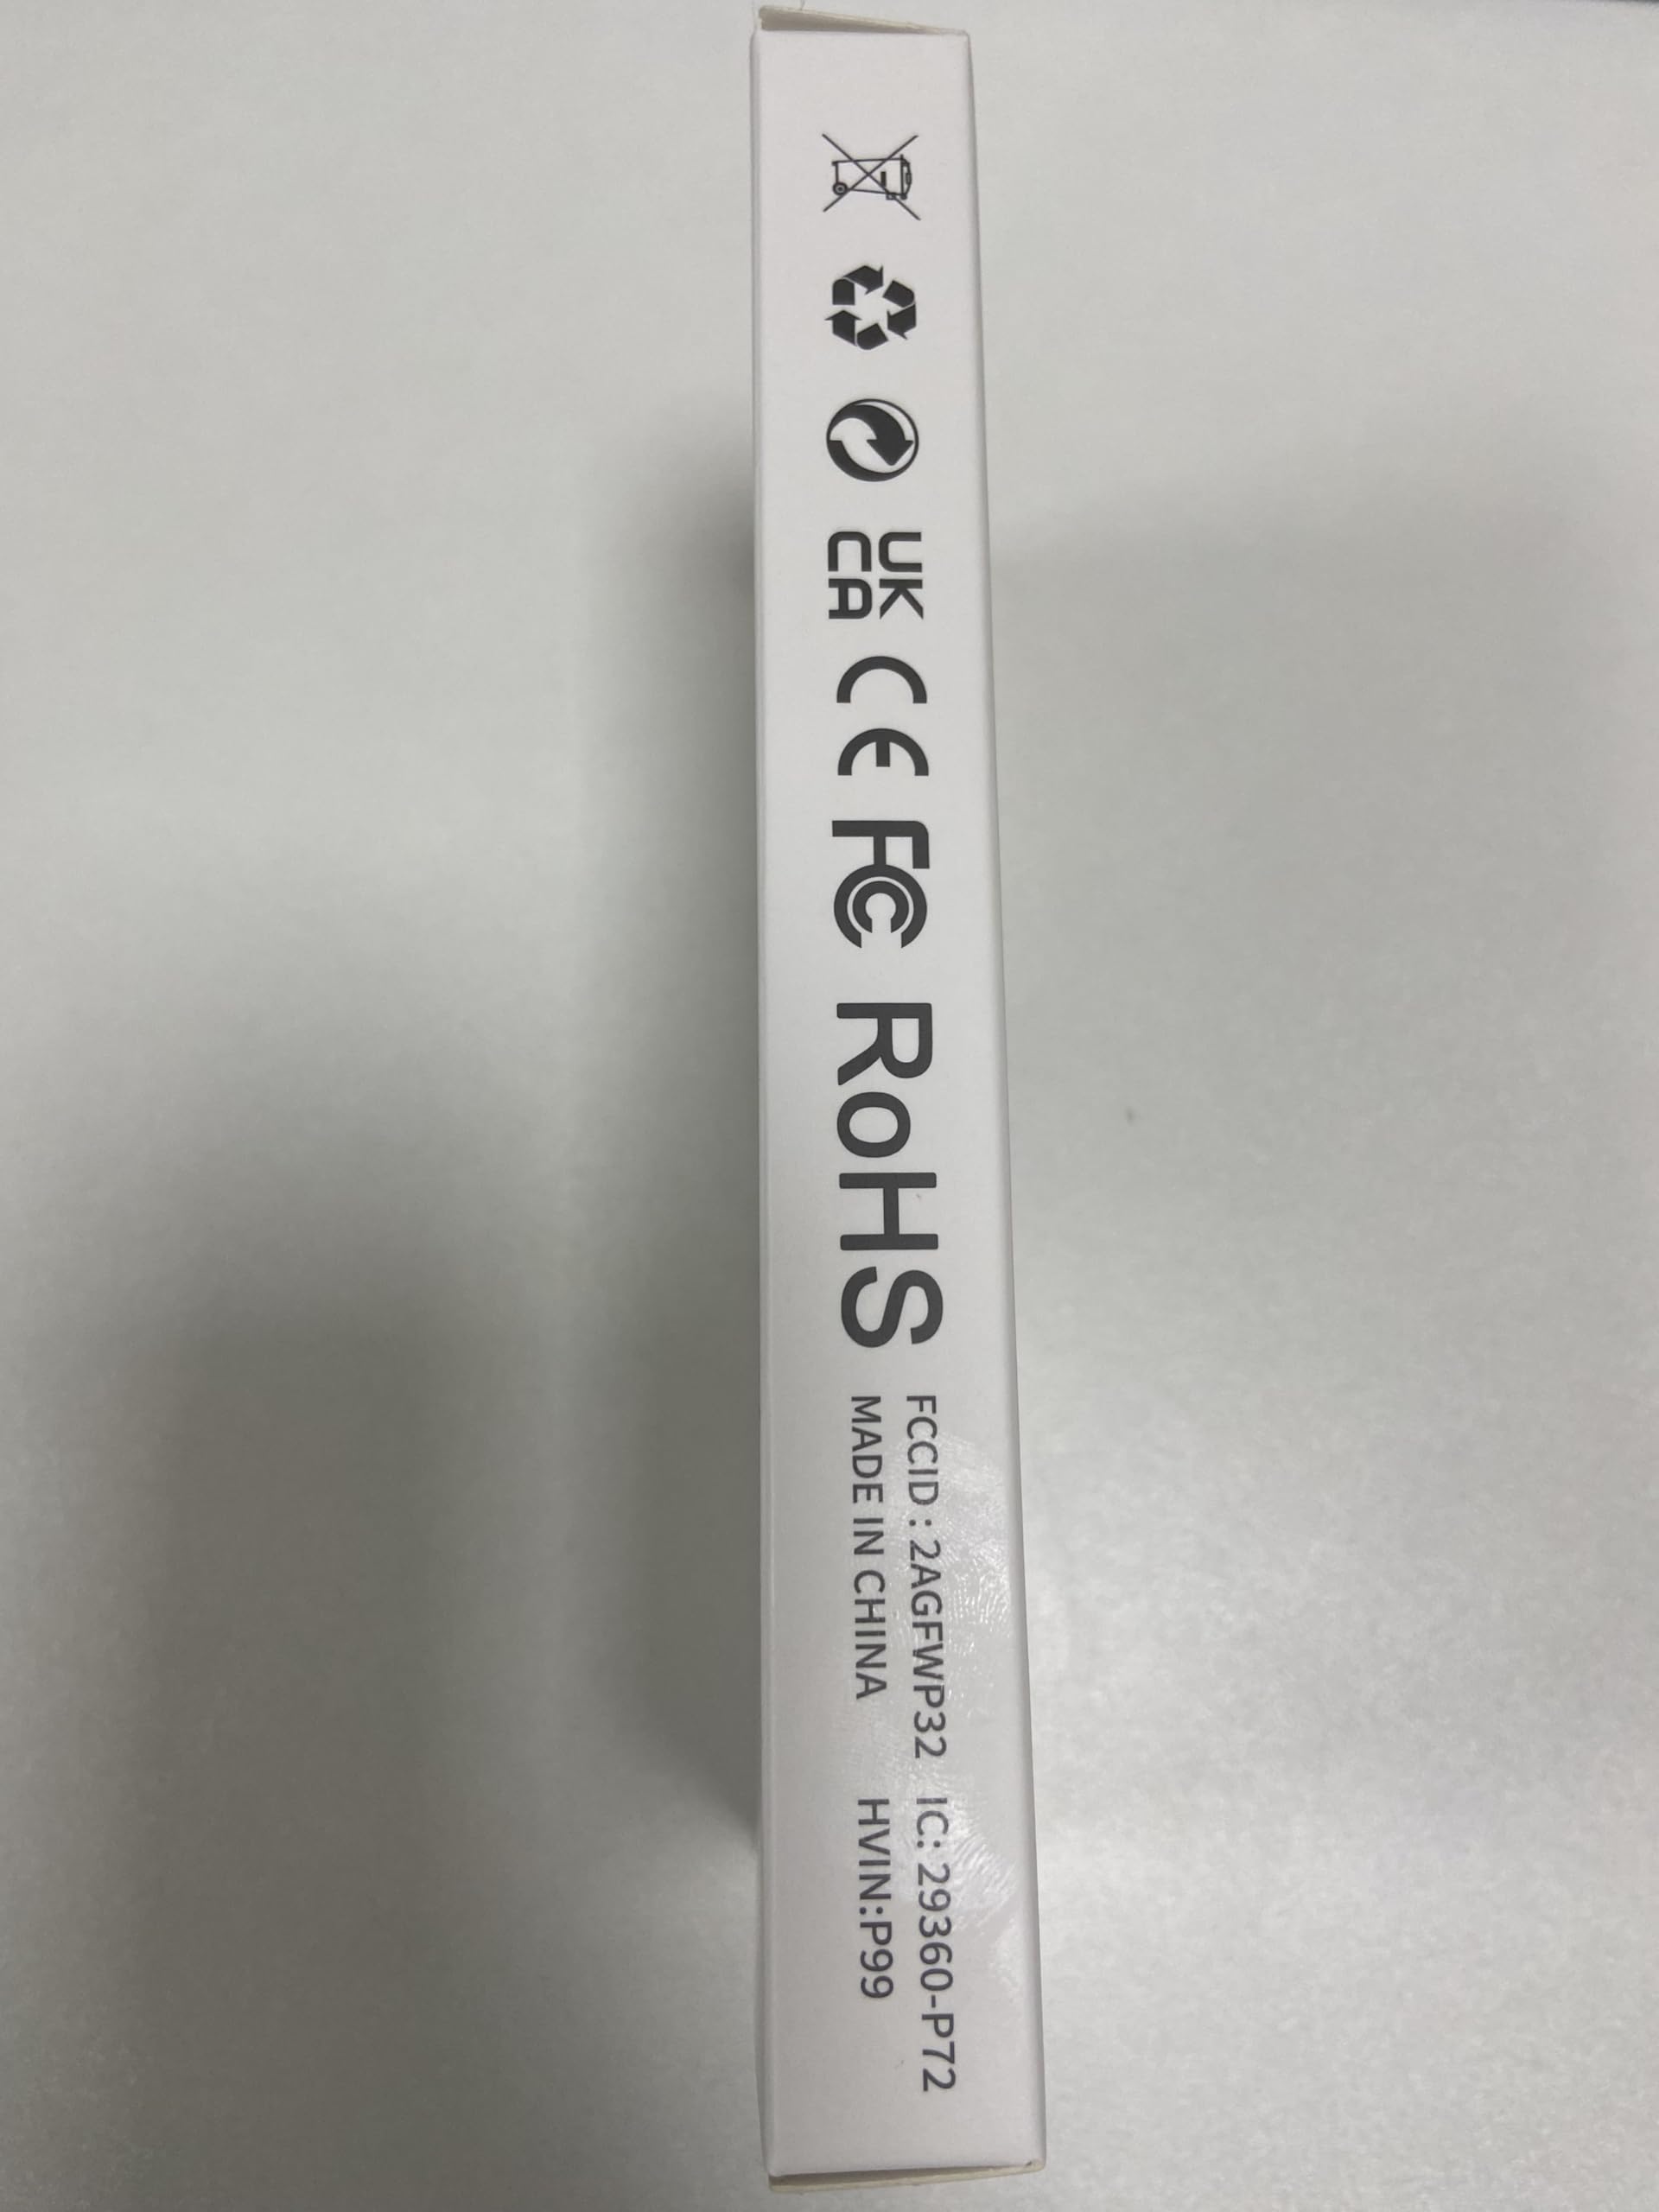 UK
CA
CE
FC
RoHS
FCCID : 2AGFWP32 IC: 29360-P72
MADE IN CHINA HVIN:P99